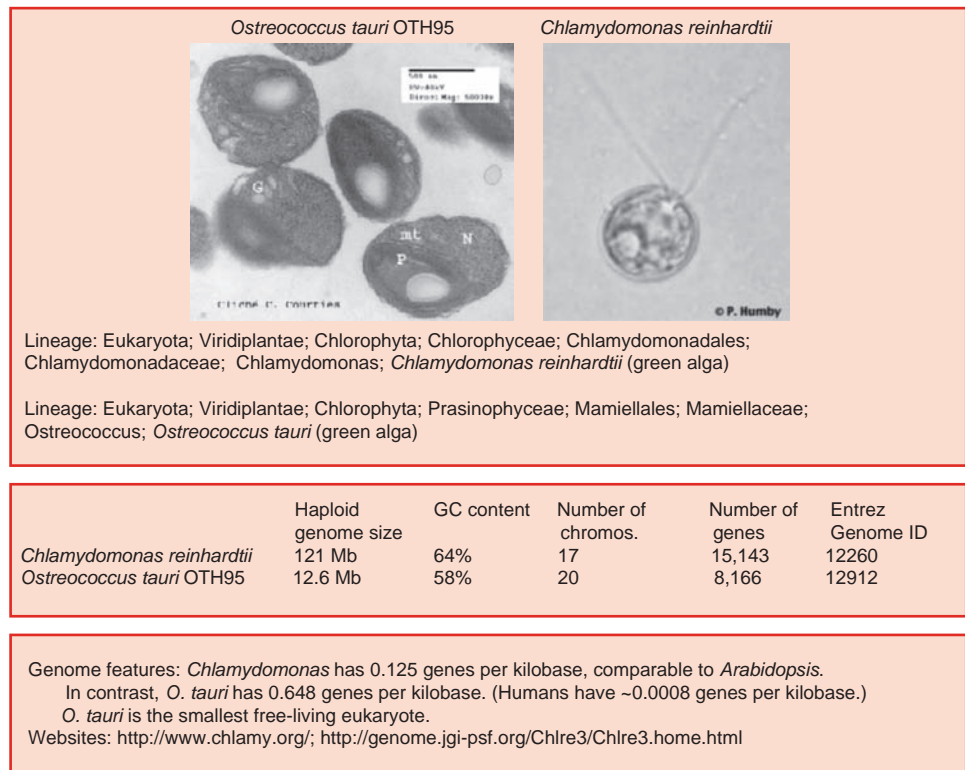 Ostreococcus tauri OTH95 Chlamydomonas reinhardtii
500 nm
G
mt N
P
Cliché C. Courties
© P. Humby
Lineage: Eukaryota; Viridiplantae; Chlorophyta; Chlorophyceae; Chlamydomonadales;
Chlamydomonadaceae; Chlamydomonas; Chlamydomonas reinhardtii (green alga)
Lineage: Eukaryota; Viridiplantae; Chlorophyta; Prasinophyceae; Mamiellales; Mamiellaceae;
Ostreococcus; Ostreococcus tauri (green alga)
Haploid GC content Number of Number of Entrez
genome size chromos. genes Genome ID
Chlamydomonas reinhardtii 121 Mb 64% 17 15,143 12260
Ostreococcus tauri OTH95 12.6 Mb 58% 20 8,166 12912
Genome features: Chlamydomonas has 0.125 genes per kilobase, comparable to Arabidopsis.
In contrast, O. tauri has 0.648 genes per kilobase. (Humans have ~0.0008 genes per kilobase.)
O. tauri is the smallest free-living eukaryote.
Websites: http://www.chlamy.org/; http://genome.jgi-psf.org/Chlre3/Chlre3.home.html